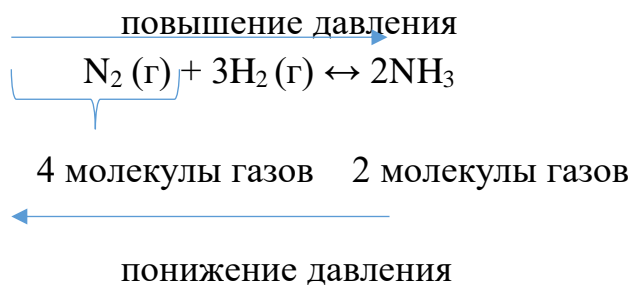 повышение давления
N₂ (г) + 3H₂ (г) ↔ 2NH₃
4 молекулы газов 2 молекулы газов
понижение давления